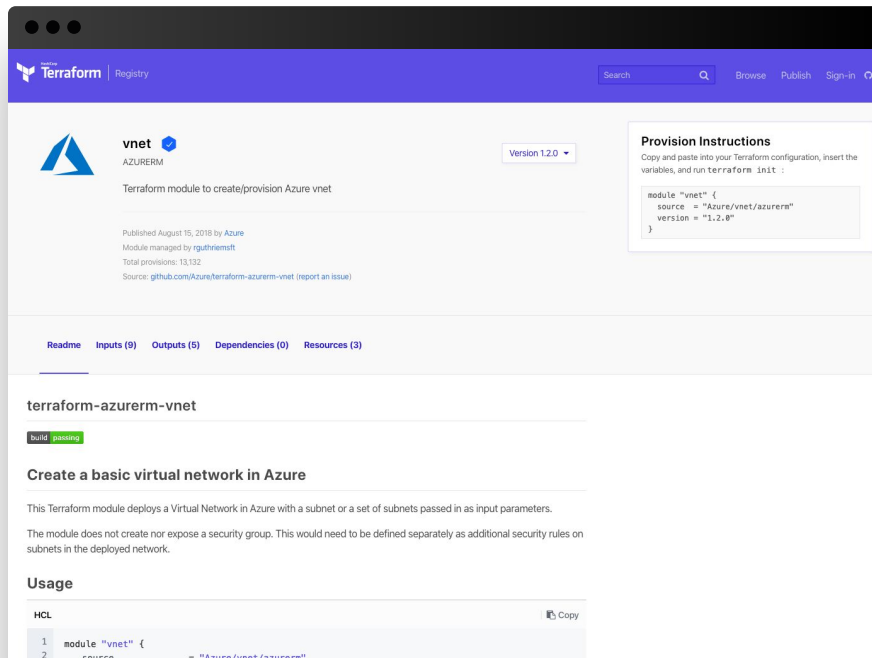 HashiCorp
Terraform Registry
Search
Browse Publish Sign-in
vnet
AZURERM
Version 1.2.0
Terraform module to create/provision Azure vnet
Published August 15, 2018 by Azure
Module managed by rguthriemsft
Total provisions: 13,132
Source: github.com/Azure/terraform-azurerm-vnet (report an issue)
Provision Instructions
Copy and paste into your Terraform configuration, insert the
variables, and run terraform init :
module "vnet" {
source = "Azure/vnet/azurerm"
version = "1.2.0"
}
Readme Inputs (9) Outputs (5) Dependencies (0) Resources (3)
terraform-azurerm-vnet
build passing
Create a basic virtual network in Azure
This Terraform module deploys a Virtual Network in Azure with a subnet or a set of subnets passed in as input parameters.
The module does not create nor expose a security group. This would need to be defined separately as additional security rules on
subnets in the deployed network.
Usage
HCL Copy
1 module "vnet" {
2 source = "Azure/vnet/azurerm"